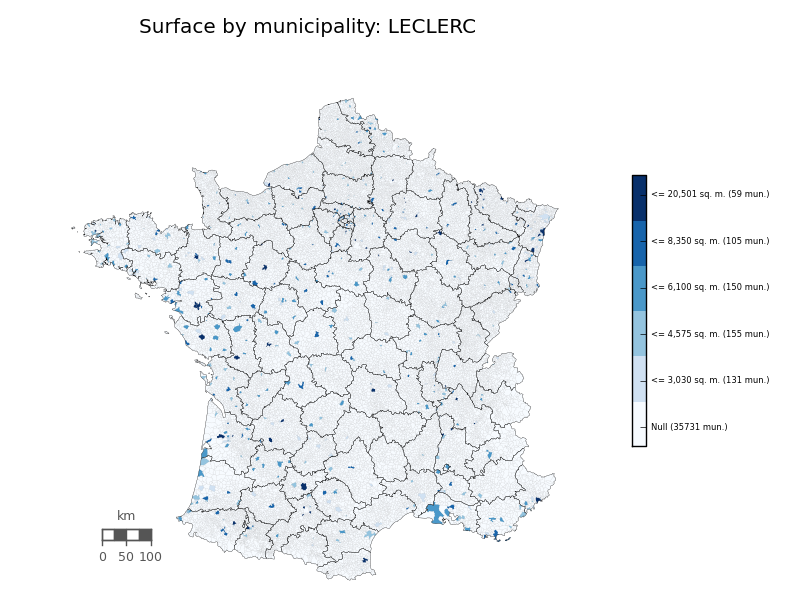 Surface by municipality: LECLERC
<= 20,501 sq. m. (59 mun.)
<= 8,350 sq. m. (105 mun.)
<= 6,100 sq. m. (150 mun.)
<= 4,575 sq. m. (155 mun.)
<= 3,030 sq. m. (131 mun.)
Null (35731 mun.)
km
0 50 100